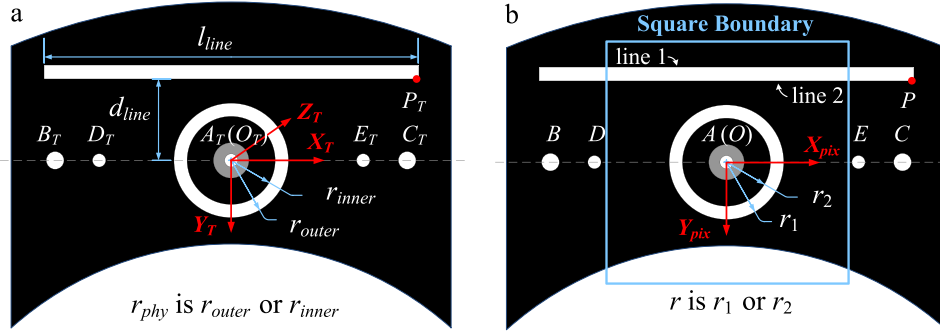 a
l_line
d_line
P_T
Z_T
B_T D_T A_T (O_T) X_T E_T C_T
r_inner
Y_T
r_outer
r_phy is r_outer or r_inner
b
Square Boundary
line 1
line 2
P
B D A (O) X_pix E C
r_2
Y_pix
r_1
r is r_1 or r_2